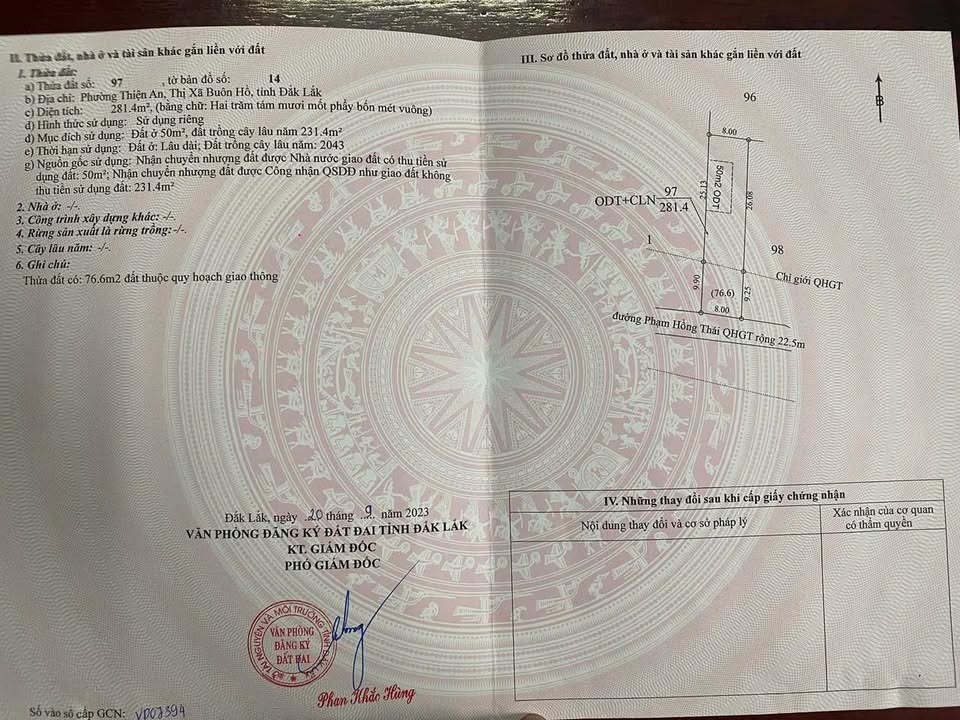 II. Thửa đất, nhà ở và tài sản khác gắn liền với đất
1. Thửa đất:
a) Thửa đất số: 97 , tờ bản đồ số: 14
b) Địa chỉ: Phường Thiện An, Thị Xã Buôn Hồ, tỉnh Đắk Lắk
c) Diện tích: 281.4m², (bằng chữ: Hai trăm tám mươi mốt phẩy bốn mét vuông)
d) Hình thức sử dụng: Sử dụng riêng
đ) Mục đích sử dụng: Đất ở 50m², đất trồng cây lâu năm 231.4m²
e) Thời hạn sử dụng: Đất ở: Lâu dài; Đất trồng cây lâu năm: 2043
g) Nguồn gốc sử dụng: Nhận chuyển nhượng đất được Nhà nước giao đất có thu tiền sử
dụng đất: 50m²; Nhận chuyển nhượng đất được Công nhận QSDĐ như giao đất không
thu tiền sử dụng đất: 231.4m²
2. Nhà ở: -/-.
3. Công trình xây dựng khác: -/-.
4. Rừng sản xuất là rừng trồng: -/-.
5. Cây lâu năm: -/-.
6. Ghi chú:
Thửa đất có: 76.6m2 đất thuộc quy hoạch giao thông
Đắk Lắk, ngày 20 tháng 9 năm 2023
VĂN PHÒNG ĐĂNG KÝ ĐẤT ĐAI TỈNH ĐẮK LẮK
KT. GIÁM ĐỐC
PHÓ GIÁM ĐỐC
VĂN PHÒNG
ĐĂNG KÝ
ĐẤT ĐAI
Phan Khắc Hùng
Số vào sổ cấp GCN: VP07394
III. Sơ đồ thửa đất, nhà ở và tài sản khác gắn liền với đất
96
B
8.00
50m2 ODT
25.13
26.08
ODT+CLN
97
281.4
1
98
Chỉ giới QHGT
9.90
(76.6)
9.25
8.00
đường Phạm Hồng Thái QHGT rộng 22.5m
IV. Những thay đổi sau khi cấp giấy chứng nhận
Nội dung thay đổi và cơ sở pháp lý
Xác nhận của cơ quan
có thẩm quyền